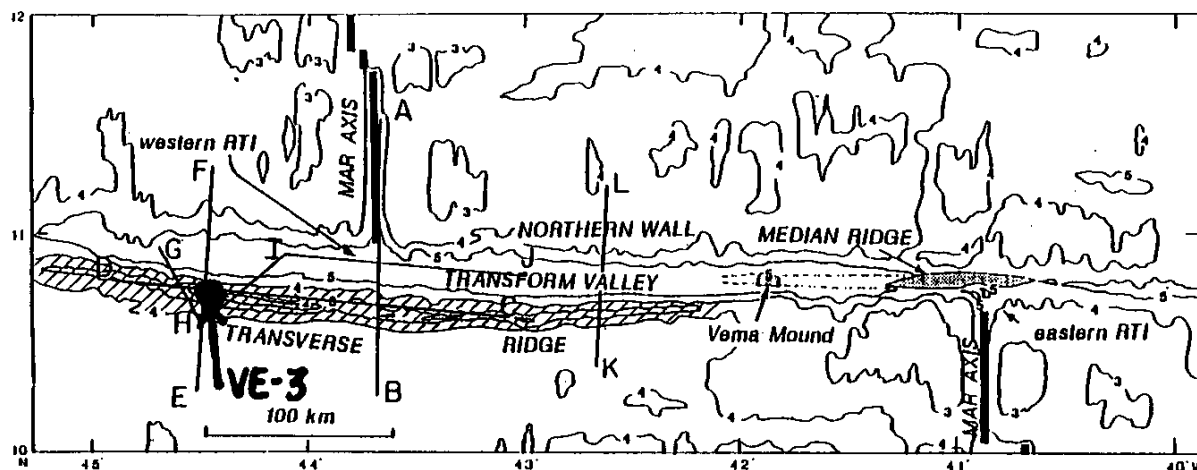 12
A
MAR AXIS
western RTI
F
L
11
NORTHERN WALL
MEDIAN RIDGE
G
I
J
D
TRANSFORM VALLEY
H
TRANSVERSE
RIDGE
Vema Mound
eastern RTI
E
VE-3
B
K
MAR AXIS
100 km
10
N
45°
44
43
42
41
40°W